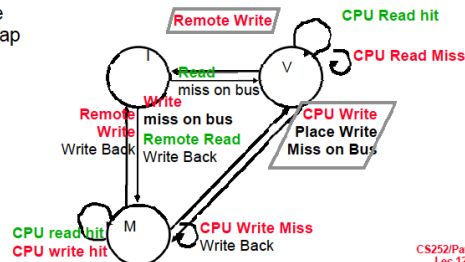 e
ap
Remote Write
CPU Read hit
CPU Read Miss
I
V
Read
miss on bus
Write
miss on bus
Remote
Write
Write Back
Remote Read
Write Back
CPU Write
Place Write
Miss on Bus
M
CPU read hit
CPU write hit
CPU Write Miss
Write Back
CS252/Pa